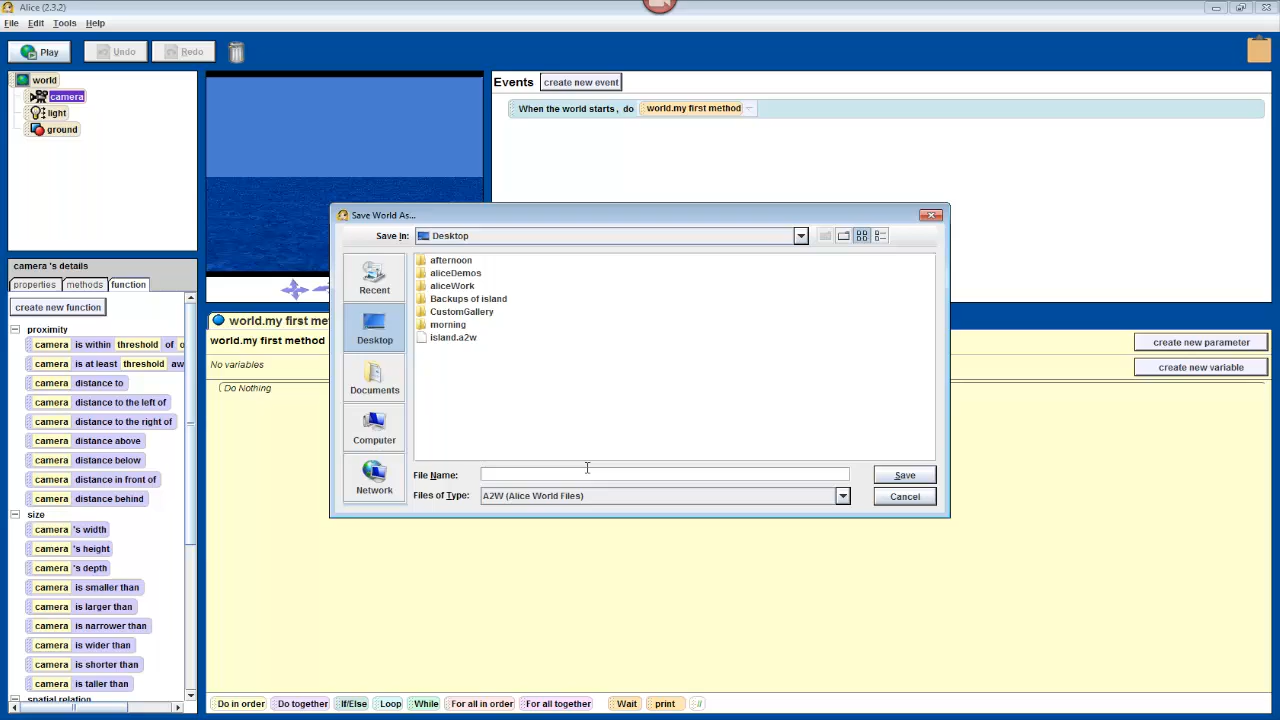 Alice (2.3.2)
File Edit Tools Help
Play Undo Redo
world
camera
light
ground
Events create new event
When the world starts, do world.my first method
camera 's details
properties methods function
create new function
proximity
camera is within threshold of o
camera is at least threshold aw
camera distance to
camera distance to the left of
camera distance to the right of
camera distance above
camera distance below
camera distance in front of
camera distance behind
size
camera 's width
camera 's height
camera 's depth
camera is smaller than
camera is larger than
camera is narrower than
camera is wider than
camera is shorter than
camera is taller than
spatial relation
Save World As...
Save In: Desktop
Recent
Desktop
Documents
Computer
Network
afternoon
aliceDemos
aliceWork
Backups of island
CustomGallery
morning
island.a2w
File Name: Save
Files of Type: A2W (Alice World Files) Cancel
world.my first me
world.my first method create new parameter
No variables create new variable
Do Nothing
Do in order Do together If/Else Loop While For all in order For all together Wait print //